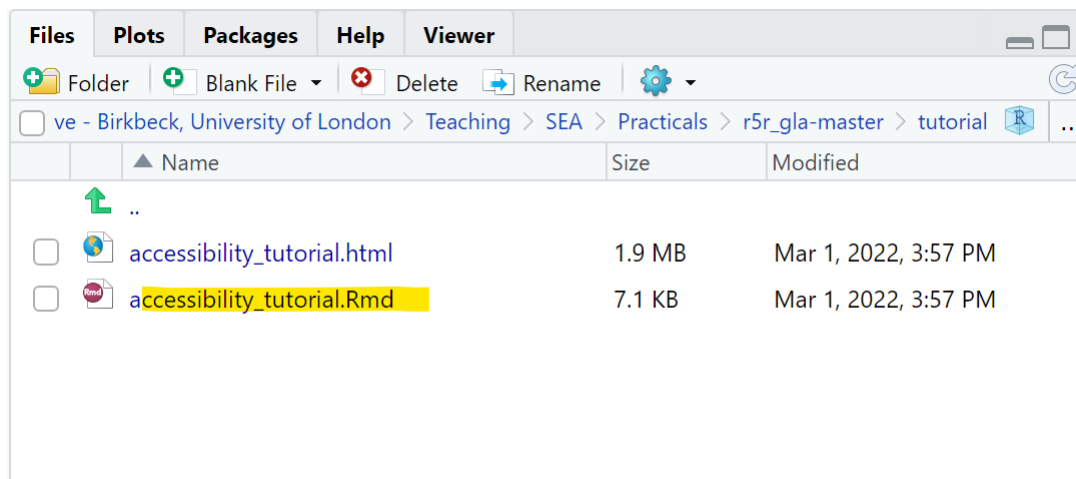 Files Plots Packages Help Viewer
Folder Blank File Delete Rename
ve - Birkbeck, University of London > Teaching > SEA > Practicals > r5r_gla-master > tutorial R ..
Name Size Modified
..
accessibility_tutorial.html 1.9 MB Mar 1, 2022, 3:57 PM
Rmd accessibility_tutorial.Rmd 7.1 KB Mar 1, 2022, 3:57 PM